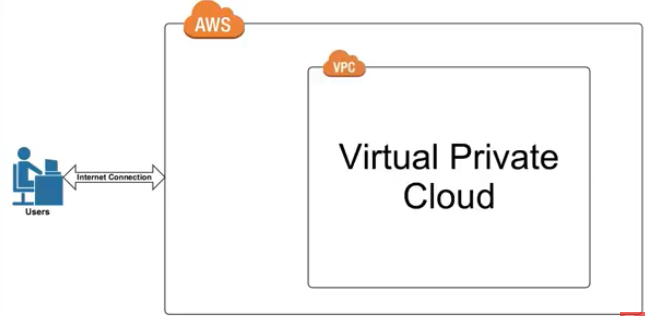 AWS
VPC
Virtual Private
Cloud
Internet Connection
Users